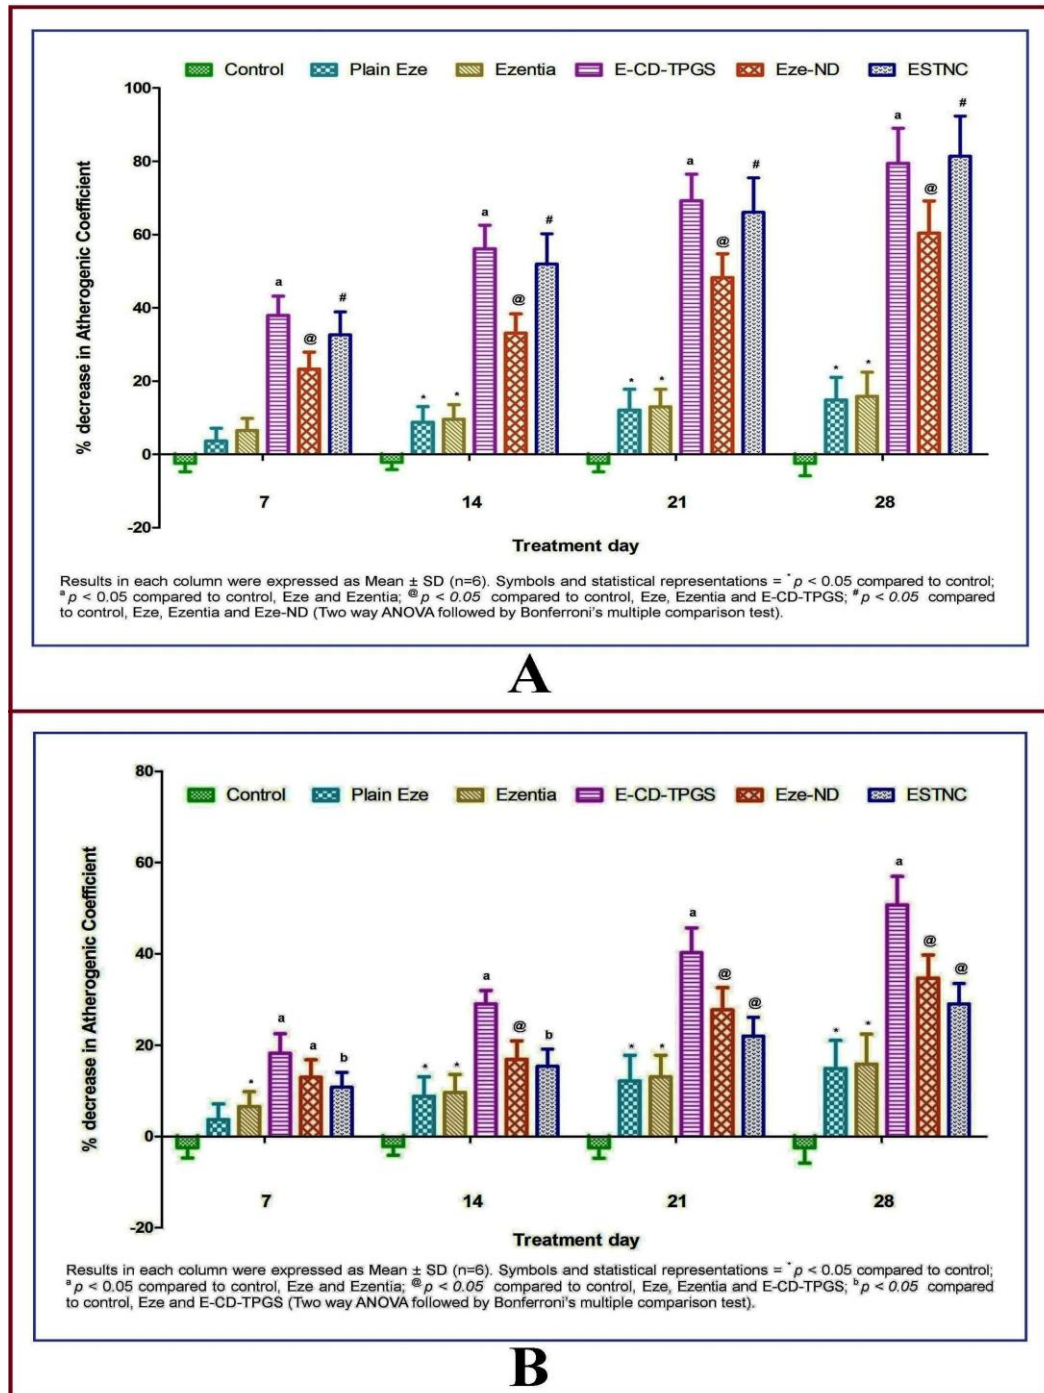 Control Plain Eze Ezentia E-CD-TPGS Eze-ND ESTNC
100
80
60
40
20
0
-20
% decrease in Atherogenic Coefficient
a
@
#
* *
a
@
#
* *
a
@
#
* *
a
@
#
7 14 21 28
Treatment day
Results in each column were expressed as Mean ± SD (n=6). Symbols and statistical representations = * p < 0.05 compared to control;
a p < 0.05 compared to control, Eze and Ezentia; @ p < 0.05 compared to control, Eze, Ezentia and E-CD-TPGS; # p < 0.05 compared
to control, Eze, Ezentia and Eze-ND (Two way ANOVA followed by Bonferroni's multiple comparison test).
A
80
60
40
20
0
-20
Control Plain Eze Ezentia E-CD-TPGS Eze-ND ESTNC
% decrease in Atherogenic Coefficient
*
a
a
b
* *
a
@
b
* *
a
@
@
* *
a
@
@
7 14 21 28
Treatment day
Results in each column were expressed as Mean ± SD (n=6). Symbols and statistical representations = * p < 0.05 compared to control;
a p < 0.05 compared to control, Eze and Ezentia; @ p < 0.05 compared to control, Eze, Ezentia and E-CD-TPGS; b p < 0.05 compared
to control, Eze and E-CD-TPGS (Two way ANOVA followed by Bonferroni's multiple comparison test).
B